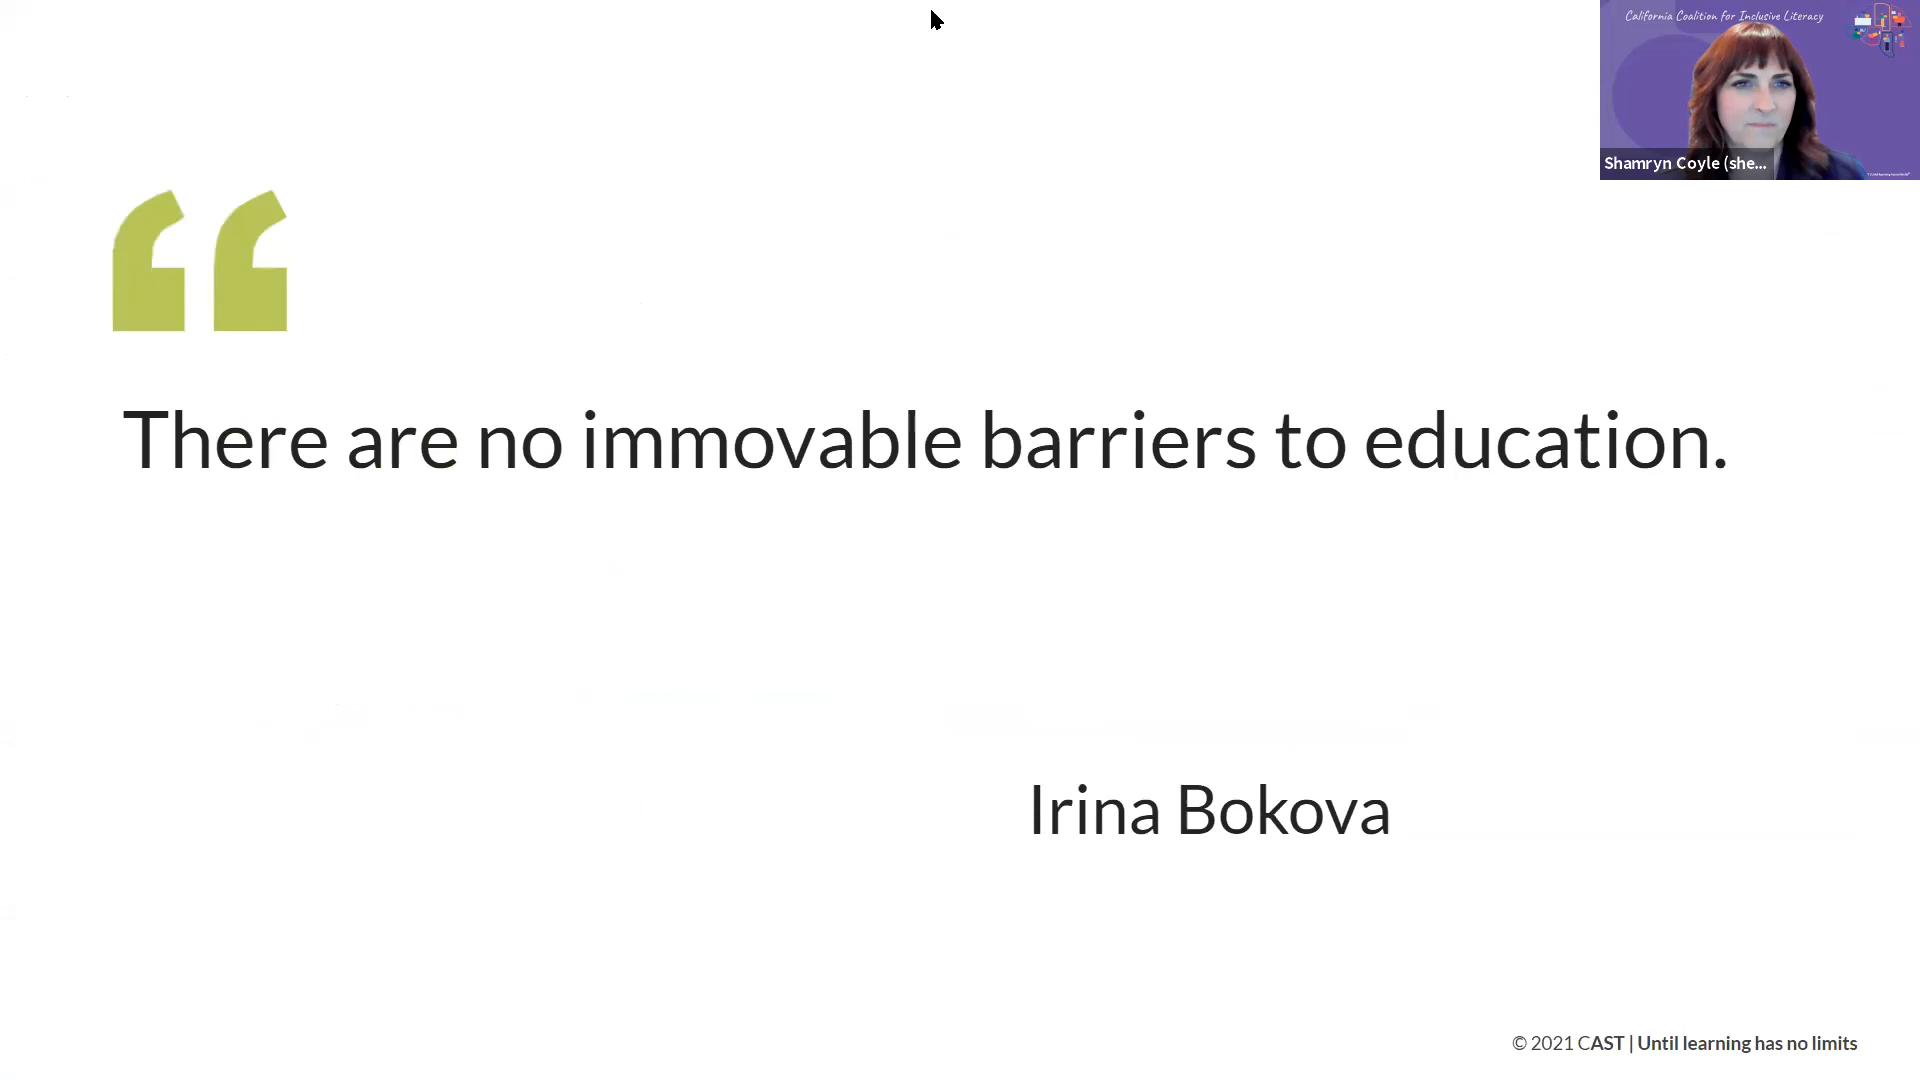 California Coalition for Inclusive Literacy
Shamryn Coyle (she...
There are no immovable barriers to education.
Irina Bokova
© 2021 CAST | Until learning has no limits